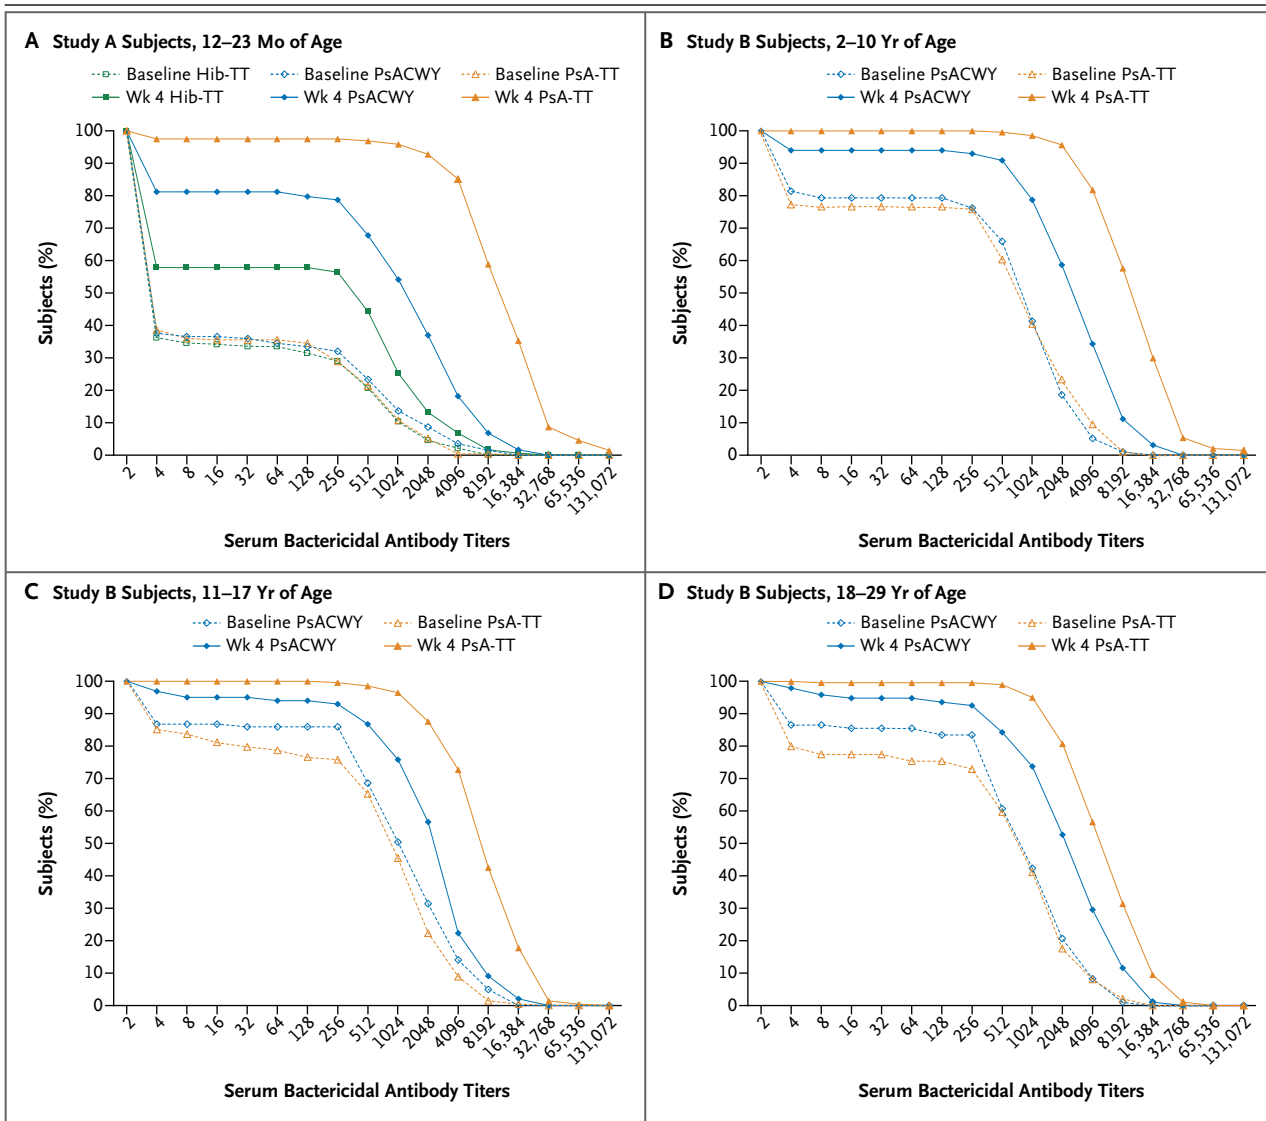 A Study A Subjects, 12–23 Mo of Age
Baseline Hib-TT Baseline PsACWY Baseline PsA-TT
Wk 4 Hib-TT Wk 4 PsACWY Wk 4 PsA-TT
100
90
80
70
60
50
40
30
20
10
0
Subjects (%)
2 4 8 16 32 64 128 256 512 1024 2048 4096 8192 16,384 32,768 65,536 131,072
Serum Bactericidal Antibody Titers
B Study B Subjects, 2–10 Yr of Age
Baseline PsACWY Baseline PsA-TT
Wk 4 PsACWY Wk 4 PsA-TT
100
90
80
70
60
50
40
30
20
10
0
Subjects (%)
2 4 8 16 32 64 128 256 512 1024 2048 4096 8192 16,384 32,768 65,536 131,072
Serum Bactericidal Antibody Titers
C Study B Subjects, 11–17 Yr of Age
Baseline PsACWY Baseline PsA-TT
Wk 4 PsACWY Wk 4 PsA-TT
100
90
80
70
60
50
40
30
20
10
0
Subjects (%)
2 4 8 16 32 64 128 256 512 1024 2048 4096 8192 16,384 32,768 65,536 131,072
Serum Bactericidal Antibody Titers
D Study B Subjects, 18–29 Yr of Age
Baseline PsACWY Baseline PsA-TT
Wk 4 PsACWY Wk 4 PsA-TT
100
90
80
70
60
50
40
30
20
10
0
Subjects (%)
2 4 8 16 32 64 128 256 512 1024 2048 4096 8192 16,384 32,768 65,536 131,072
Serum Bactericidal Antibody Titers